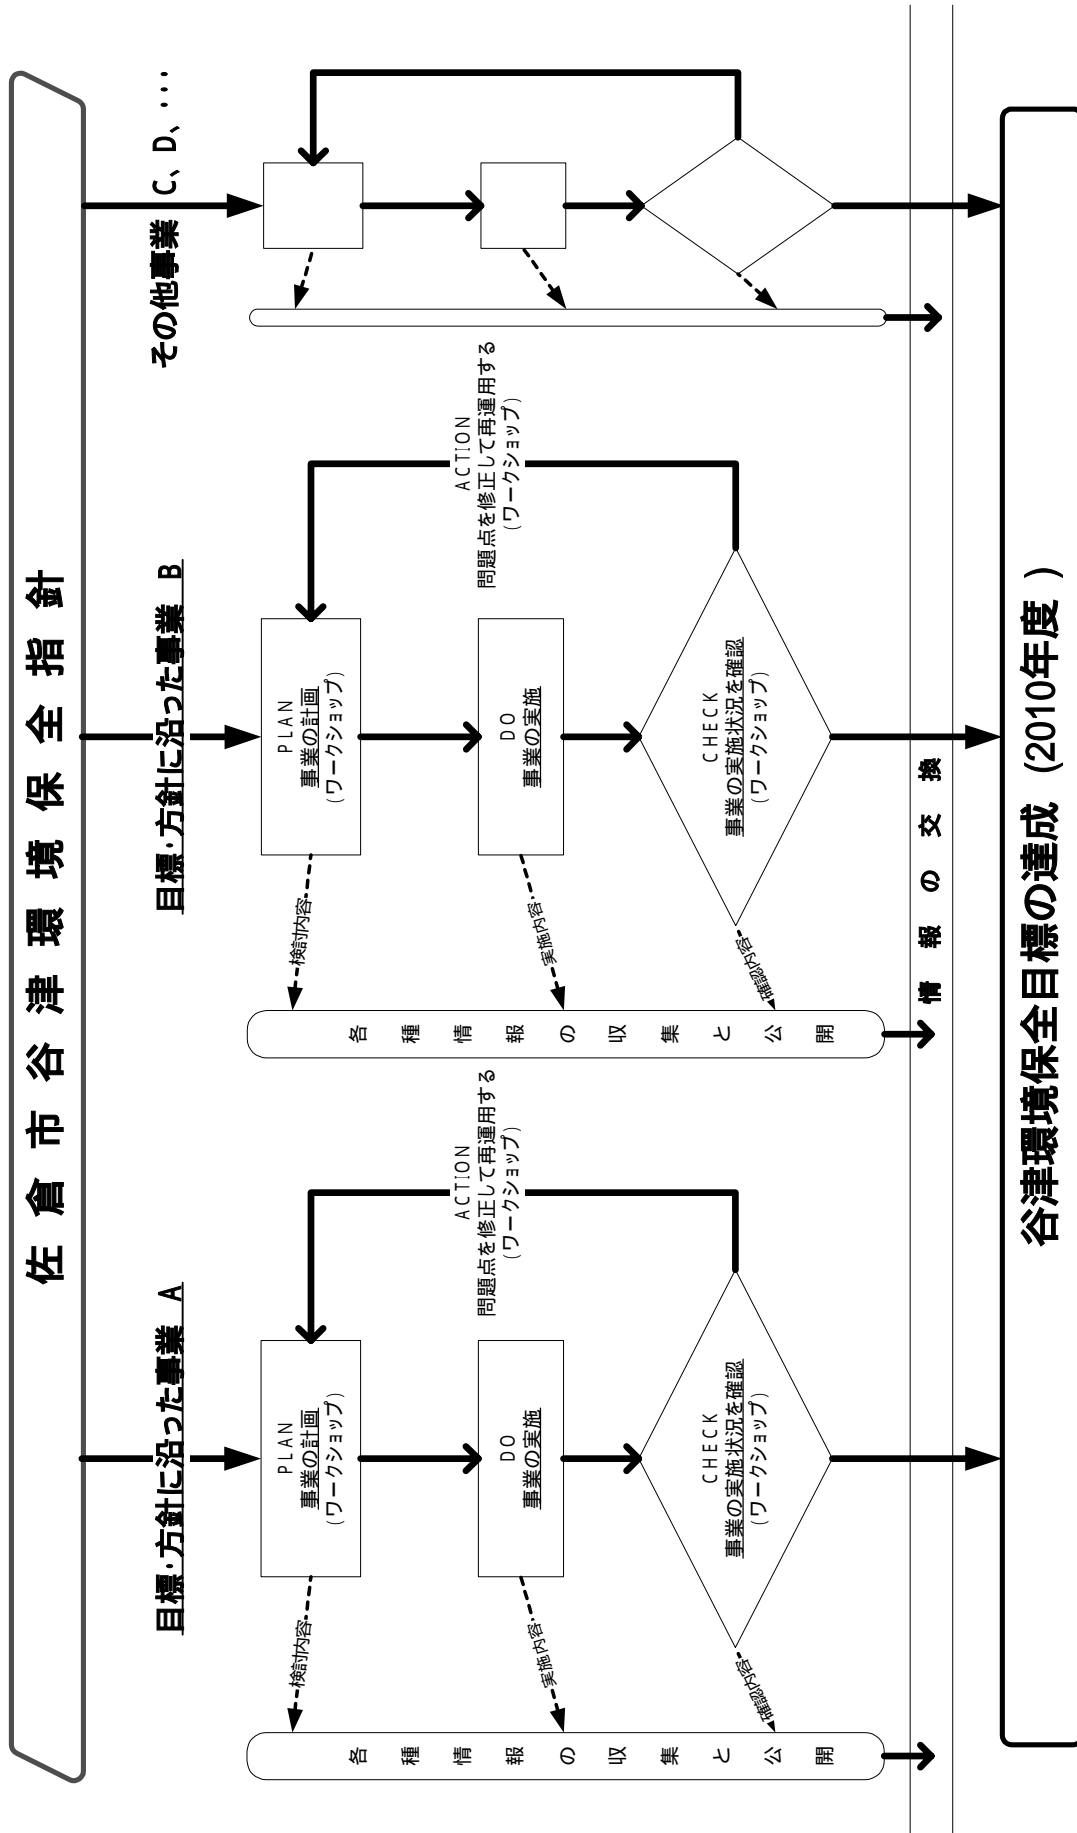 佐倉市谷津環境保全指針
目標・方針に沿った事業 A
PLAN
事業の計画
(ワークショップ)
DO
事業の実施
CHECK
事業の実施状況を確認
(ワークショップ)
ACTION
問題点を修正して再運用する
(ワークショップ)
検討内容
実施内容
確認内容
各種情報の収集と公開
目標・方針に沿った事業 B
PLAN
事業の計画
(ワークショップ)
DO
事業の実施
CHECK
事業の実施状況を確認
(ワークショップ)
ACTION
問題点を修正して再運用する
(ワークショップ)
検討内容
実施内容
確認内容
各種情報の収集と公開
その他事業 C、D、・・・
情報の交換
谷津環境保全目標の達成 (2010年度 )